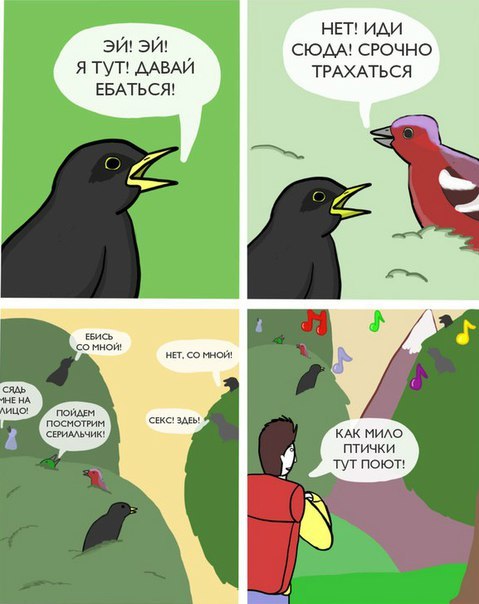 ЭЙ! ЭЙ!
Я ТУТ! ДАВАЙ
ЕБАТЬСЯ!
НЕТ! ИДИ
СЮДА! СРОЧНО
ТРАХАТЬСЯ
ЕБИСЬ
СО МНОЙ!
НЕТ, СО МНОЙ!
СЯДЬ
МНЕ НА
ЛИЦО!
ПОЙДЕМ
ПОСМОТРИМ
СЕРИАЛЬЧИК!
СЕКС! ЗДЕЬ!
КАК МИЛО
ПТИЧКИ
ТУТ ПОЮТ!